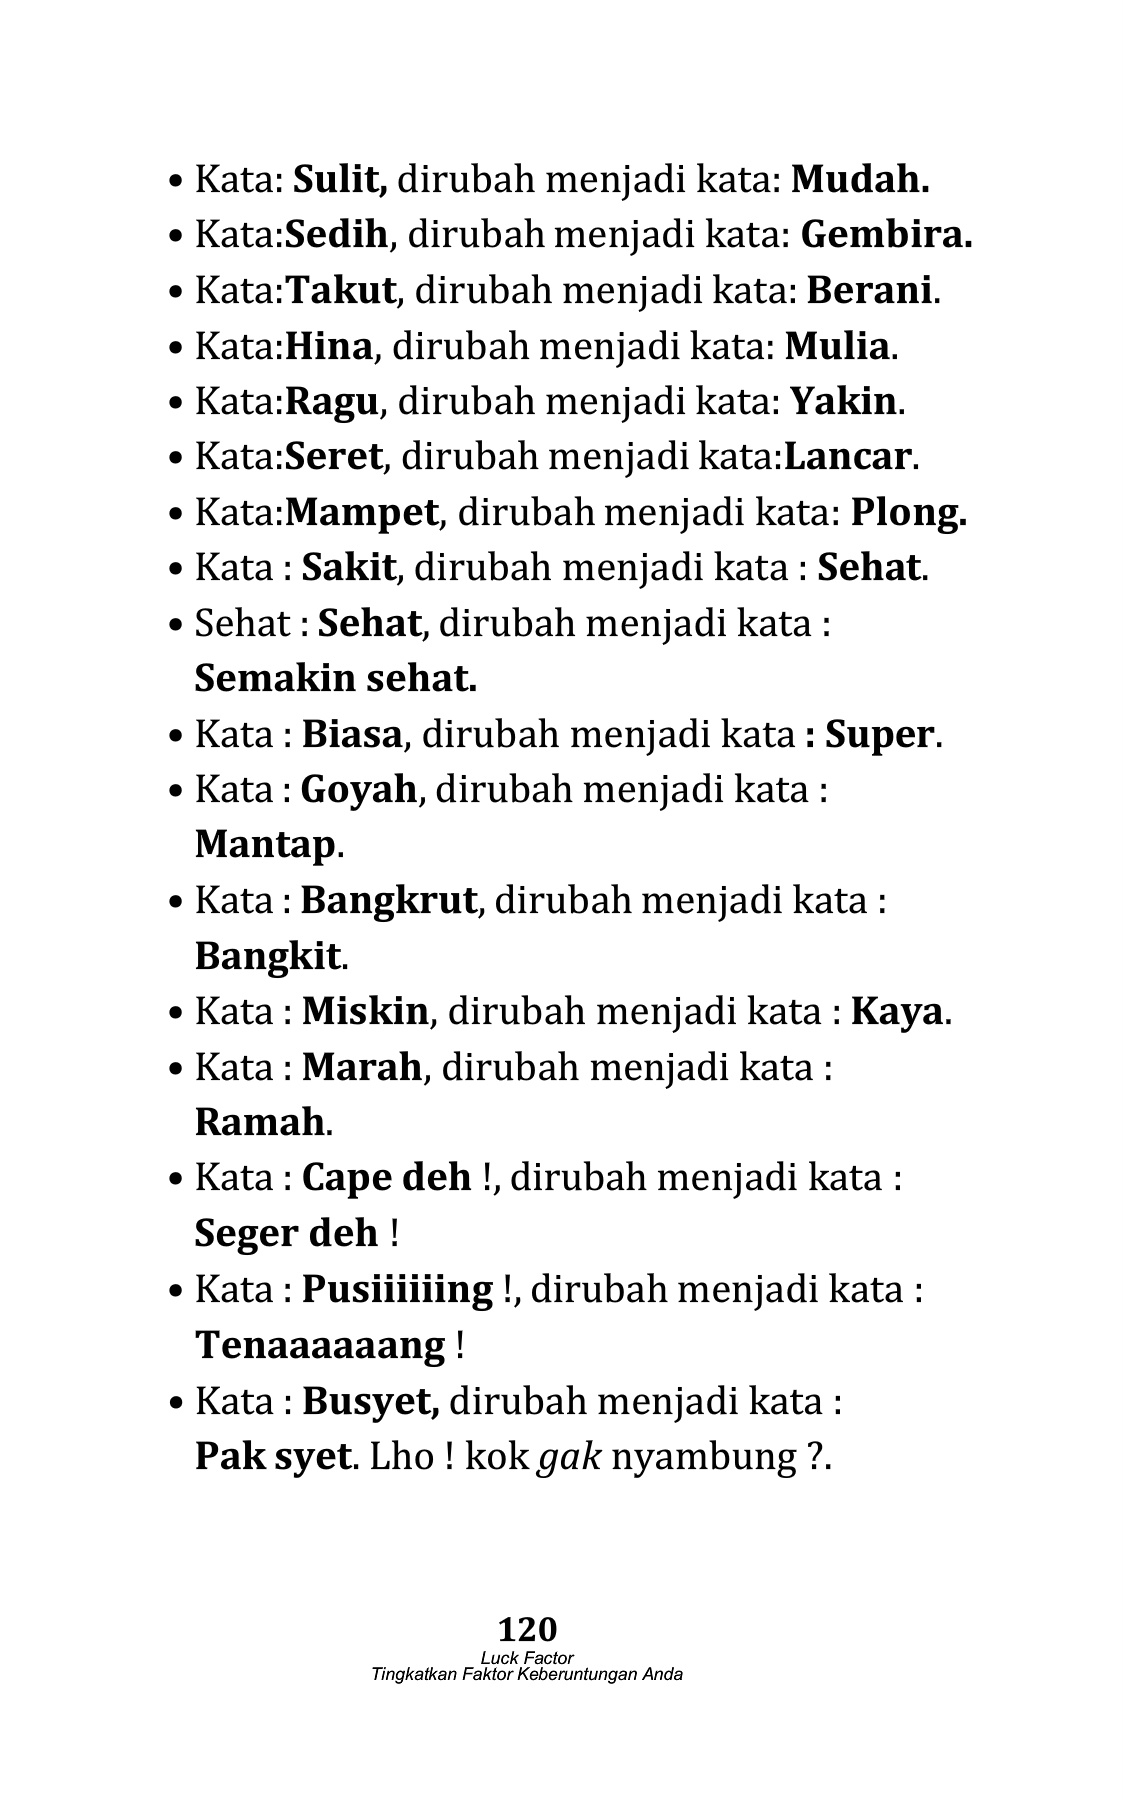 • Kata: Sulit, dirubah menjadi kata: Mudah.
• Kata:Sedih, dirubah menjadi kata: Gembira.
• Kata:Takut, dirubah menjadi kata: Berani.
• Kata:Hina, dirubah menjadi kata: Mulia.
• Kata:Ragu, dirubah menjadi kata: Yakin.
• Kata:Seret, dirubah menjadi kata:Lancar.
• Kata:Mampet, dirubah menjadi kata: Plong.
• Kata : Sakit, dirubah menjadi kata : Sehat.
• Sehat : Sehat, dirubah menjadi kata :
Semakin sehat.
• Kata : Biasa, dirubah menjadi kata : Super.
• Kata : Goyah, dirubah menjadi kata :
Mantap.
• Kata : Bangkrut, dirubah menjadi kata :
Bangkit.
• Kata : Miskin, dirubah menjadi kata : Kaya.
• Kata : Marah, dirubah menjadi kata :
Ramah.
• Kata : Cape deh !, dirubah menjadi kata :
Seger deh !
• Kata : Pusiiiiiing !, dirubah menjadi kata :
Tenaaaaaang !
• Kata : Busyet, dirubah menjadi kata :
Pak syet. Lho ! kok gak nyambung ?.
120
Luck Factor
Tingkatkan Faktor Keberuntungan Anda